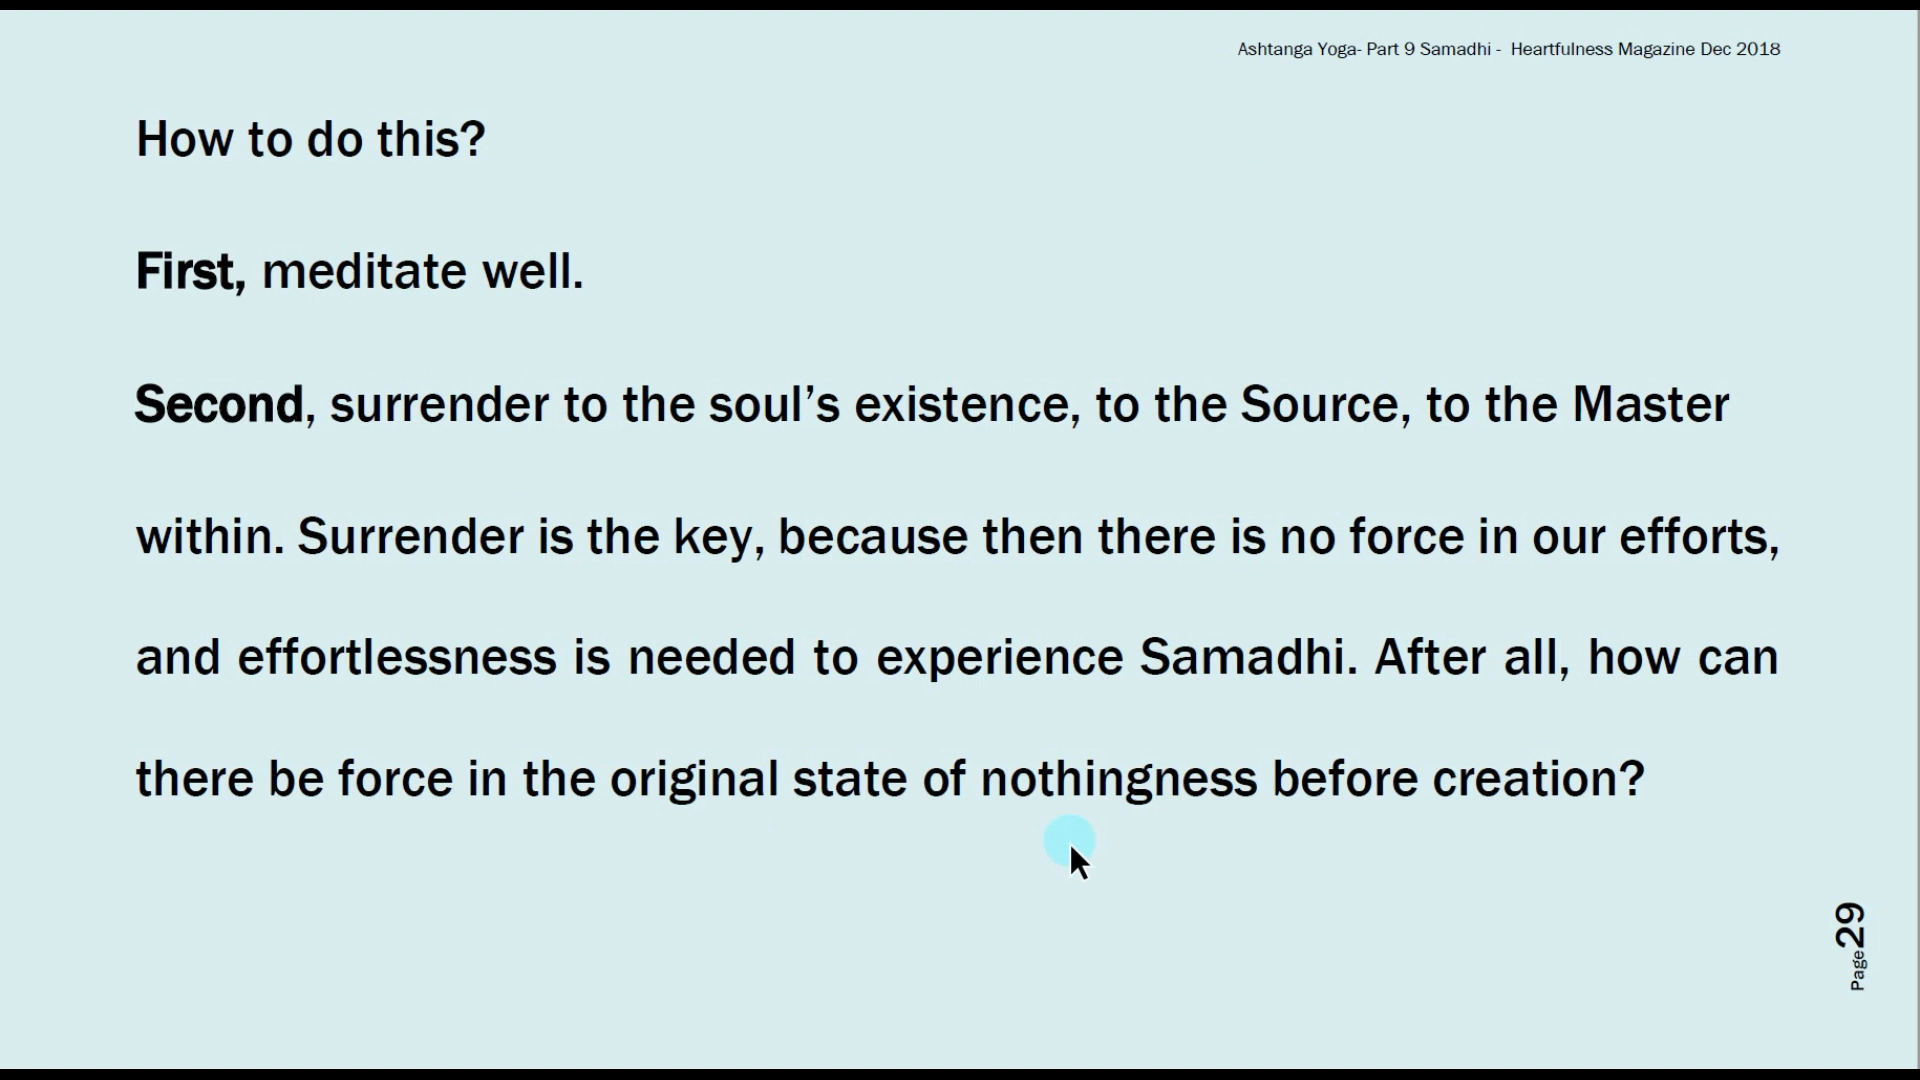 Ashtanga Yoga- Part 9 Samadhi -  Heartfulness Magazine Dec 2018
How to do this?
First, meditate well.
Second, surrender to the soul’s existence, to the Source, to the Master
within. Surrender is the key, because then there is no force in our efforts,
and effortlessness is needed to experience Samadhi. After all, how can
there be force in the original state of nothingness before creation?
Page29